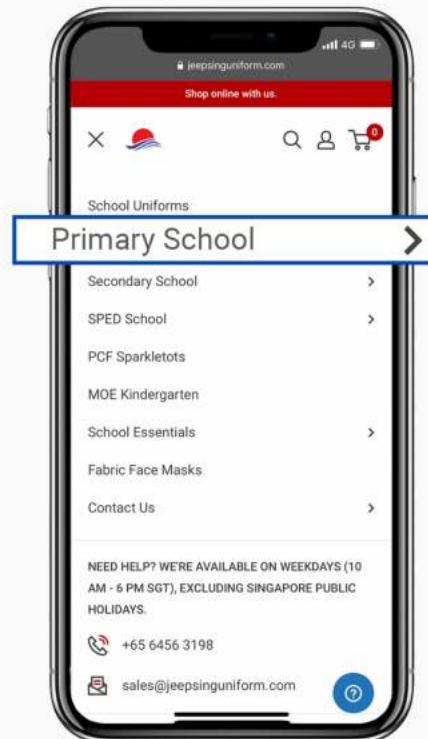 4G
jeepsinguniform.com
Shop online with us.
0
School Uniforms
Primary School
Secondary School
SPED School
PCF Sparkletots
MOE Kindergarten
School Essentials
Fabric Face Masks
Contact Us
NEED HELP? WE'RE AVAILABLE ON WEEKDAYS (10
AM - 6 PM SGT), EXCLUDING SINGAPORE PUBLIC
HOLIDAYS.
+65 6456 3198
sales@jeepsinguniform.com
?